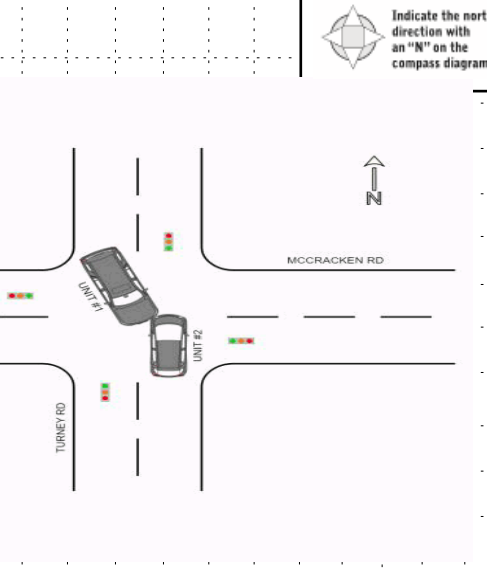 Indicate the nort
direction with
an “N” on the
compass diagram
N
MCCRACKEN RD
UNIT #1
UNIT #2
TURNEY RD